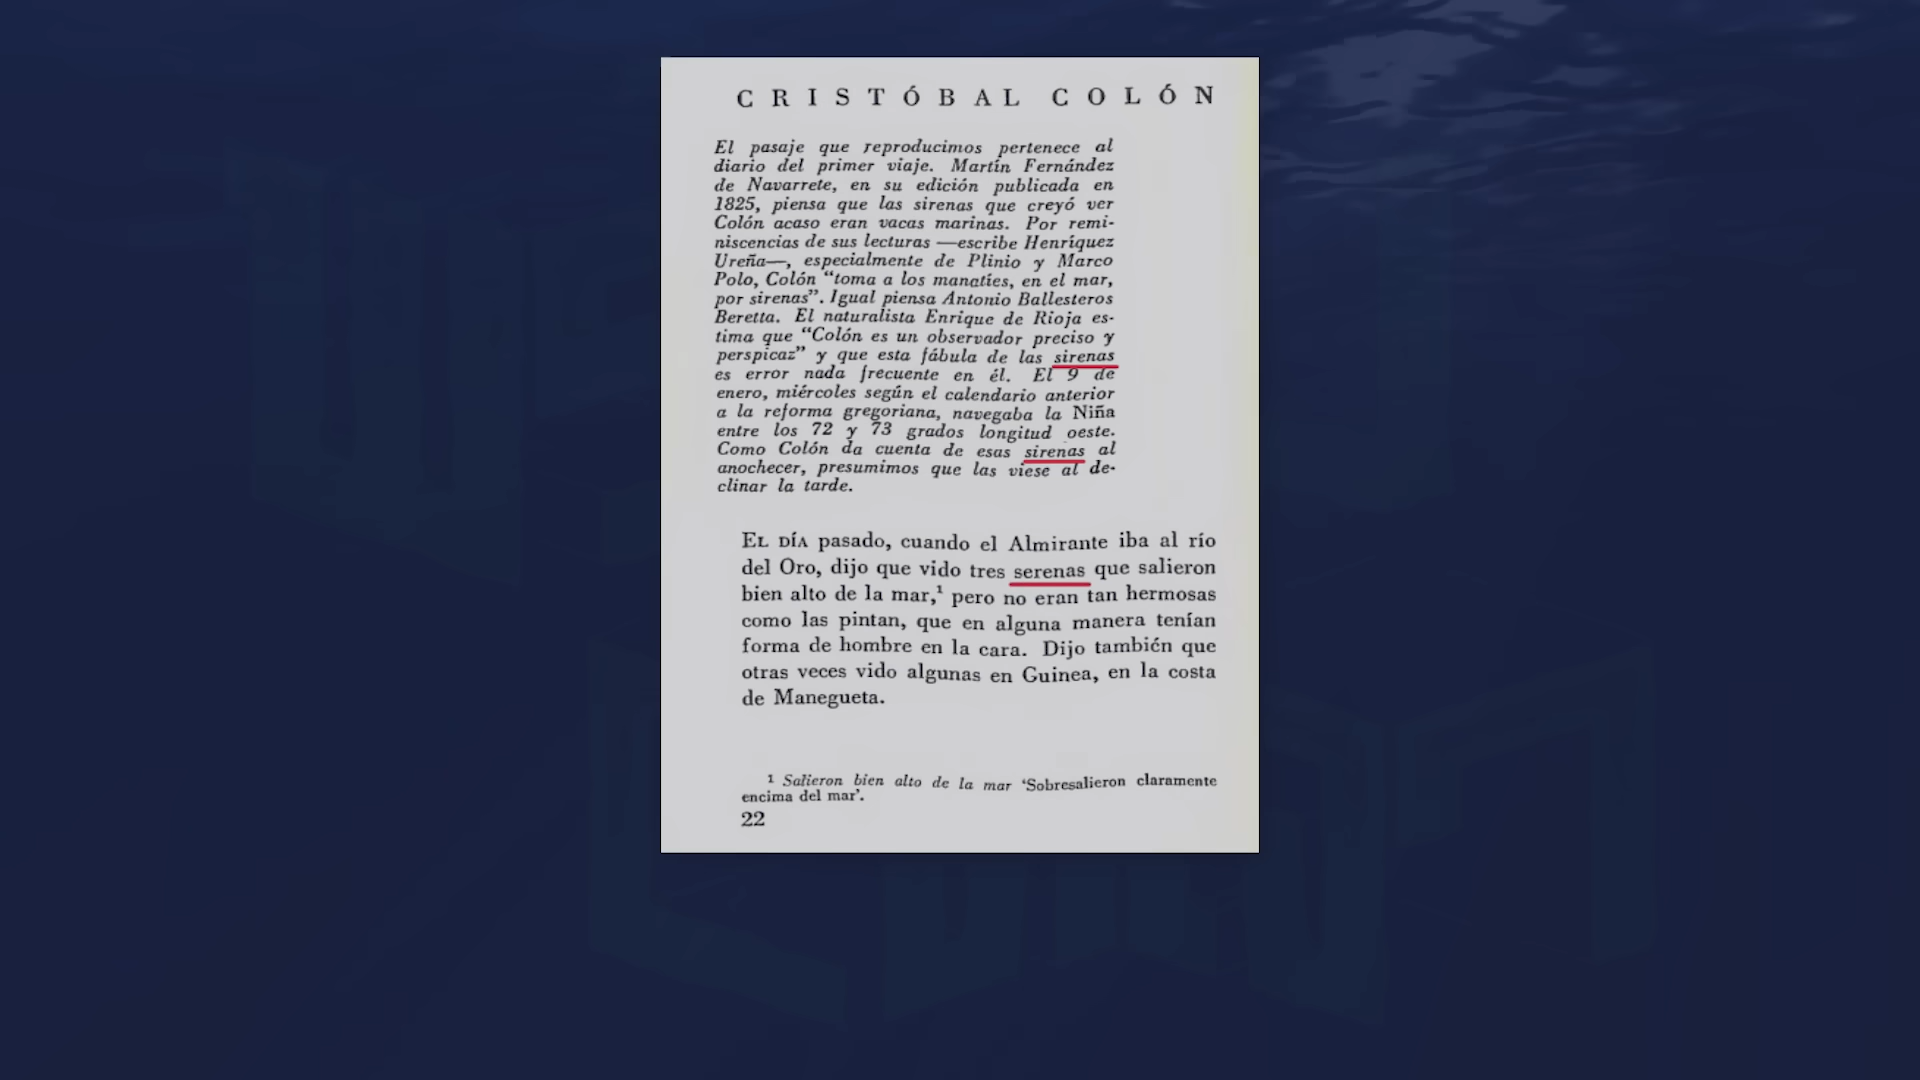 CRISTÓBAL COLÓN
El pasaje que reproducimos pertenece al
diario del primer viaje. Martín Fernández
de Navarrete, en su edición publicada en
1825, piensa que las sirenas que creyó ver
Colón acaso eran vacas marinas. Por remi-
niscencias de sus lecturas —escribe Henríquez
Ureña—, especialmente de Plinio y Marco
Polo, Colón “toma a los manatíes, en el mar,
por sirenas”. Igual piensa Antonio Ballesteros
Beretta. El naturalista Enrique de Rioja es-
tima que “Colón es un observador preciso y
perspicaz” y que esta fábula de las sirenas
es error nada frecuente en él. El 9 de
enero, miércoles según el calendario anterior
a la reforma gregoriana, navegaba la Niña
entre los 72 y 73 grados longitud oeste.
Como Colón da cuenta de esas sirenas al
anochecer, presumimos que las viese al de-
clinar la tarde.
EL DÍA pasado, cuando el Almirante iba al río
del Oro, dijo que vido tres serenas que salieron
bien alto de la mar,¹ pero no eran tan hermosas
como las pintan, que en alguna manera tenían
forma de hombre en la cara. Dijo también que
otras veces vido algunas en Guinea, en la costa
de Manegueta.
¹ Salieron bien alto de la mar ‘Sobresalieron claramente
encima del mar’.
22